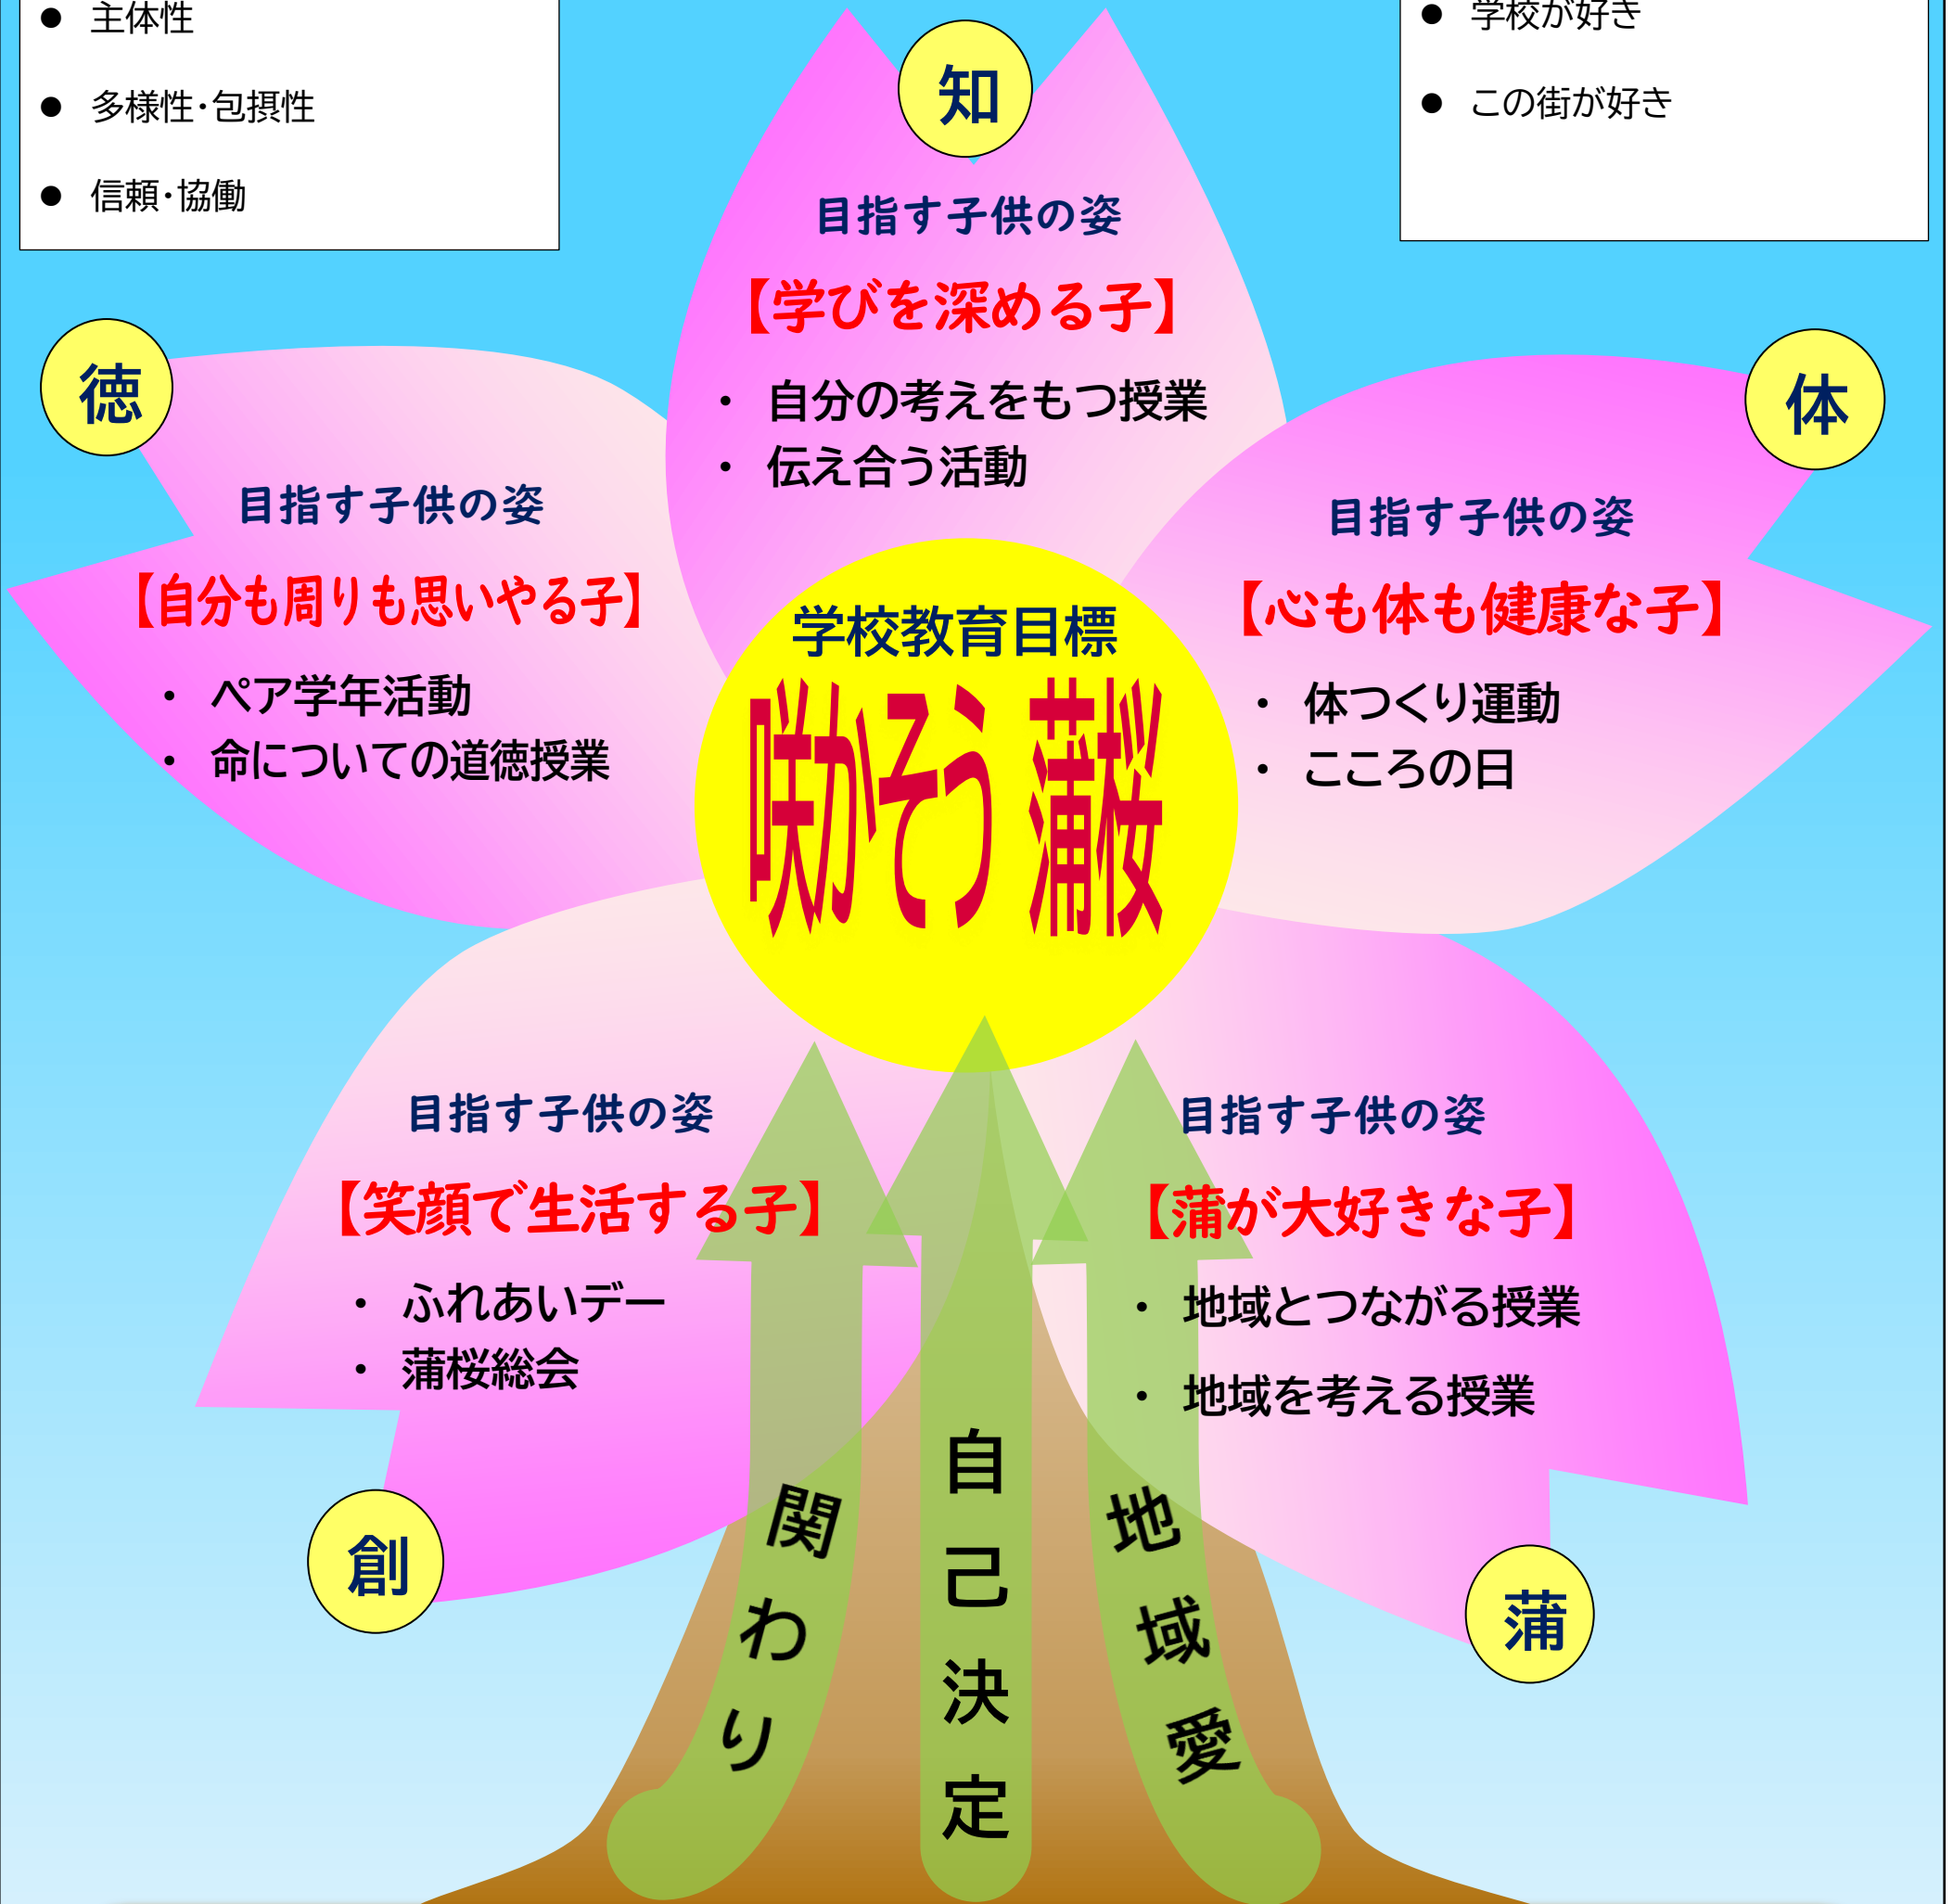 ● 主体性
● 多様性・包摂性
● 信頼・協働
● 学校が好き
● この街が好き
知
目指す子供の姿
【学びを深める子】
・ 自分の考えをもつ授業
・ 伝え合う活動
徳
目指す子供の姿
【自分も周りも思いやる子】
・ ペア学年活動
・ 命についての道徳授業
体
目指す子供の姿
【心も体も健康な子】
・ 体つくり運動
・ こころの日
学校教育目標
咲かそう 蒲桜
目指す子供の姿
【笑顔で生活する子】
・ ふれあいデー
・ 蒲桜総会
創
目指す子供の姿
【蒲が大好きな子】
・ 地域とつながる授業
・ 地域を考える授業
蒲
関わり
自己決定
地域愛